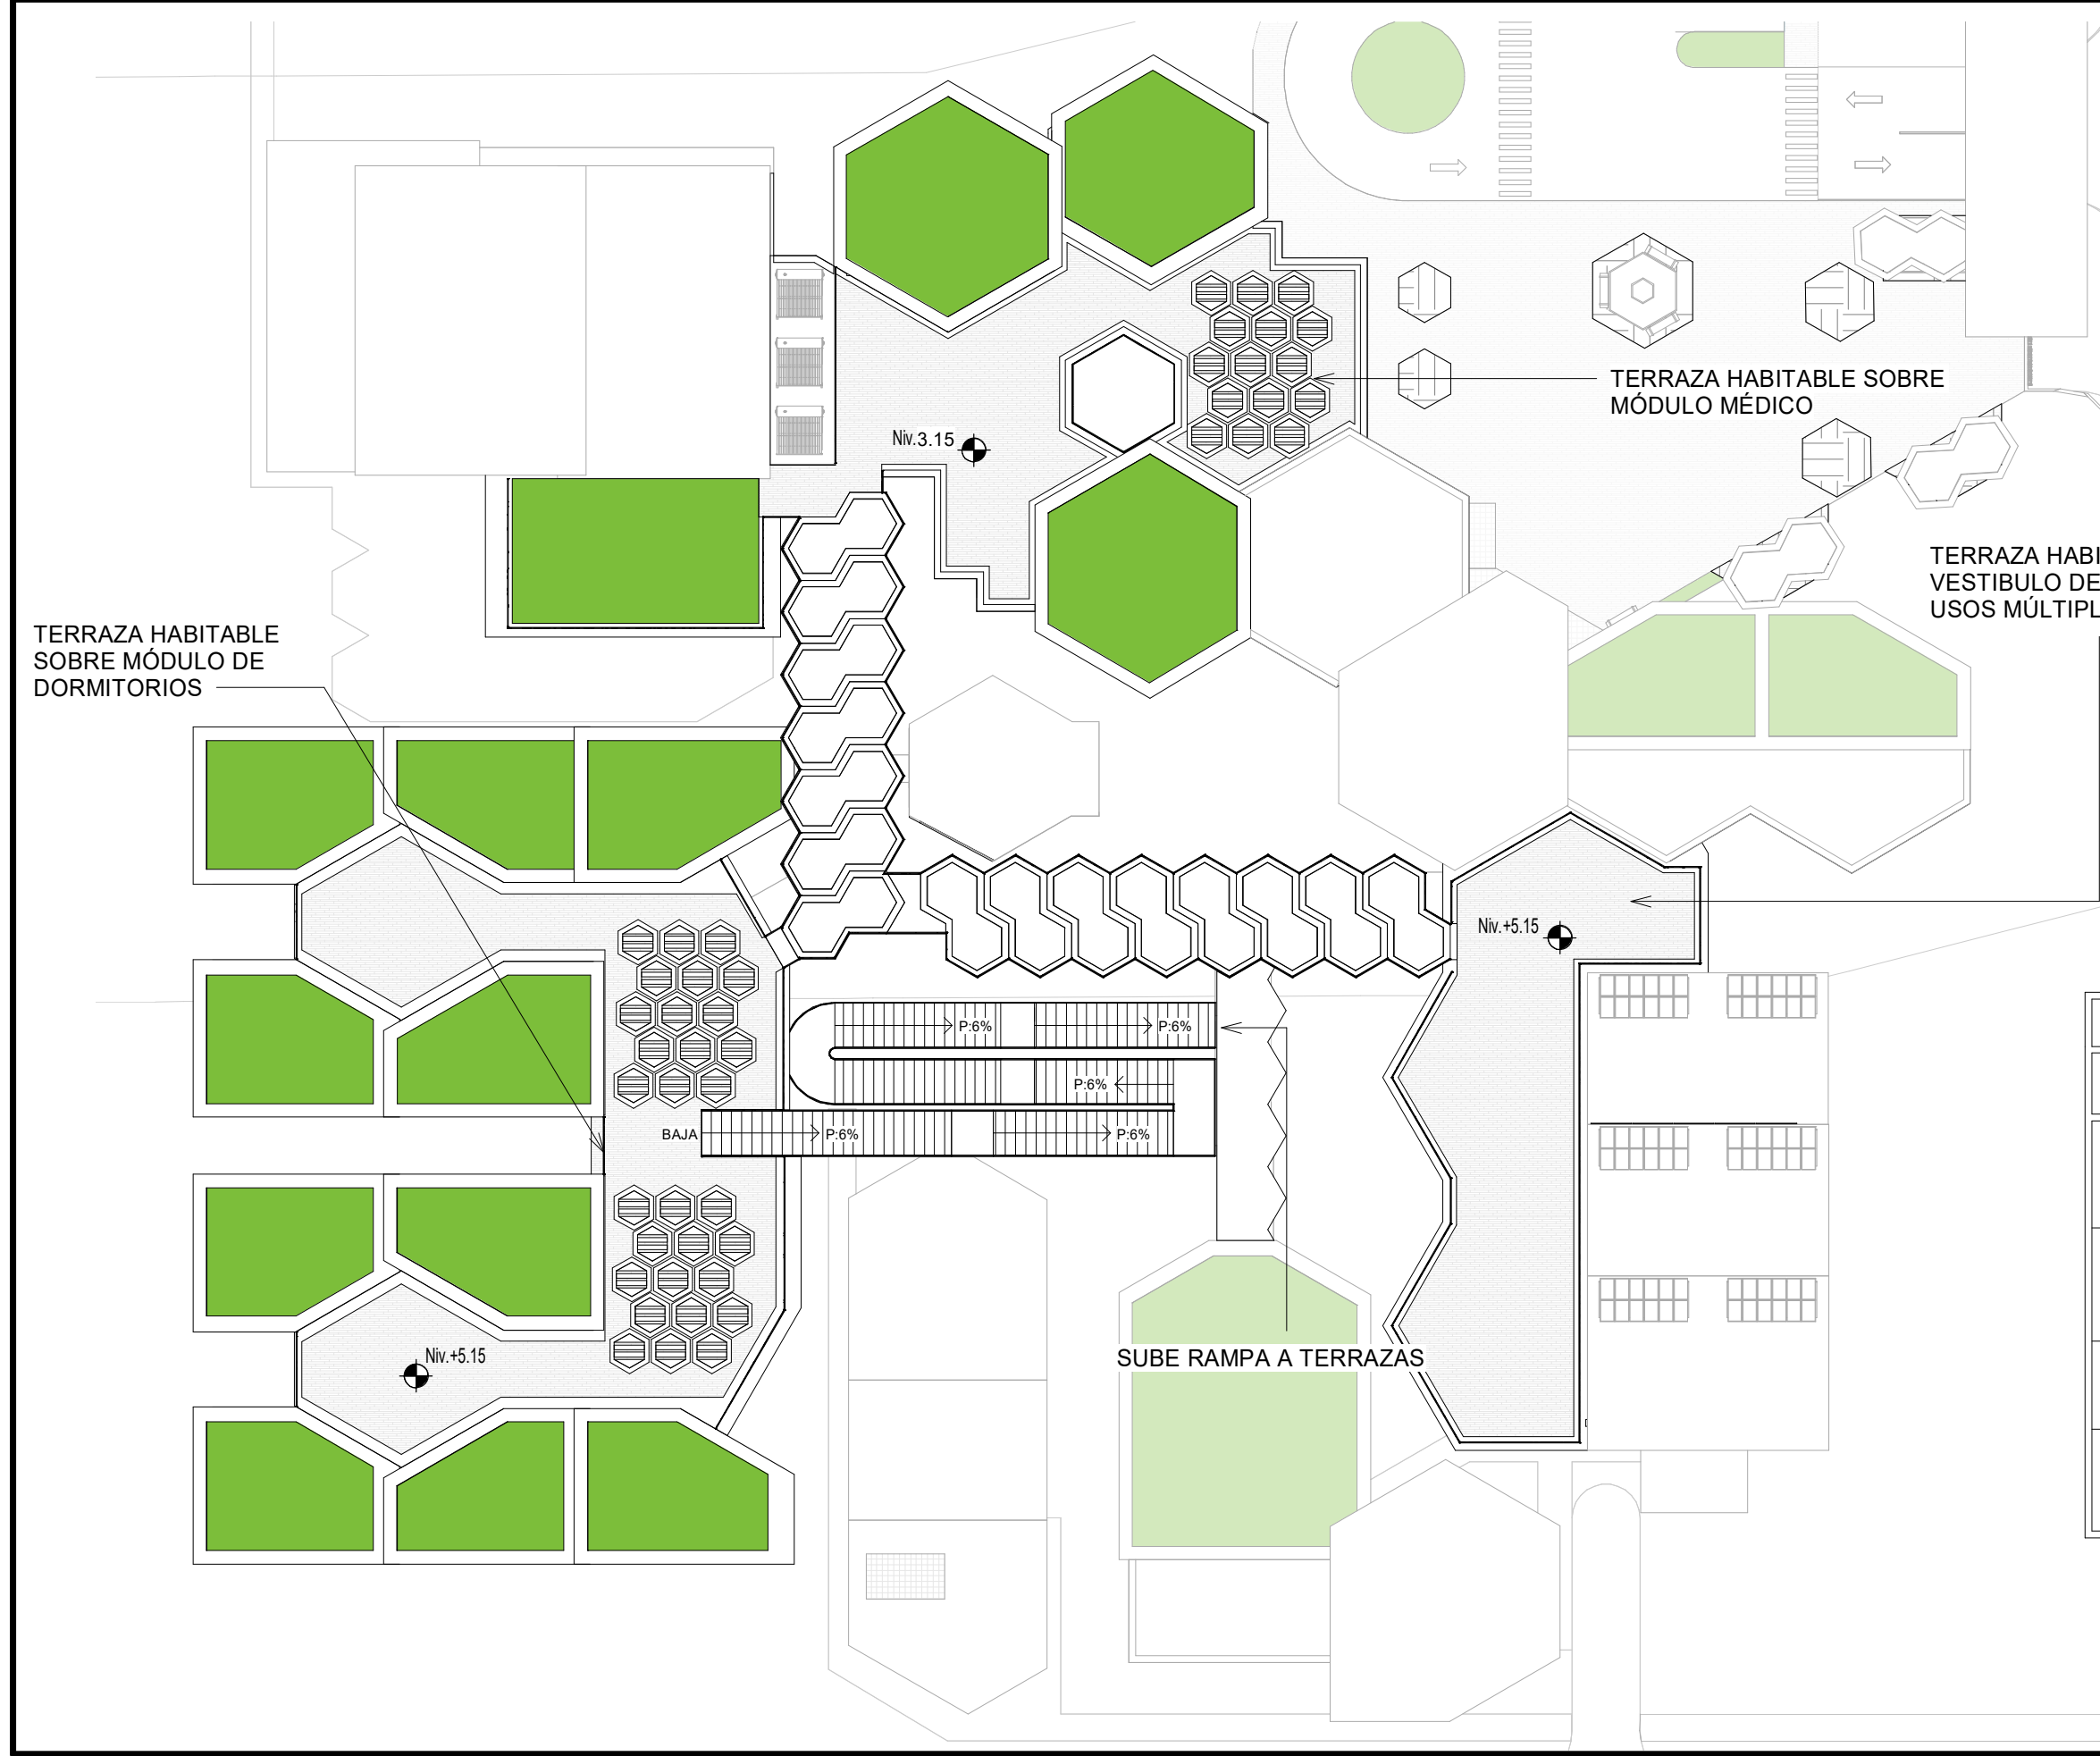 TERRAZA HABITABLE SOBRE
MÓDULO MÉDICO
Niv.3.15
TERRAZA HABI
VESTIBULO DE
USOS MÚLTIPL
TERRAZA HABITABLE
SOBRE MÓDULO DE
DORMITORIOS
Niv.+5.15
P:6%
P:6%
P:6%
BAJA
P:6%
P:6%
Niv.+5.15
SUBE RAMPA A TERRAZAS